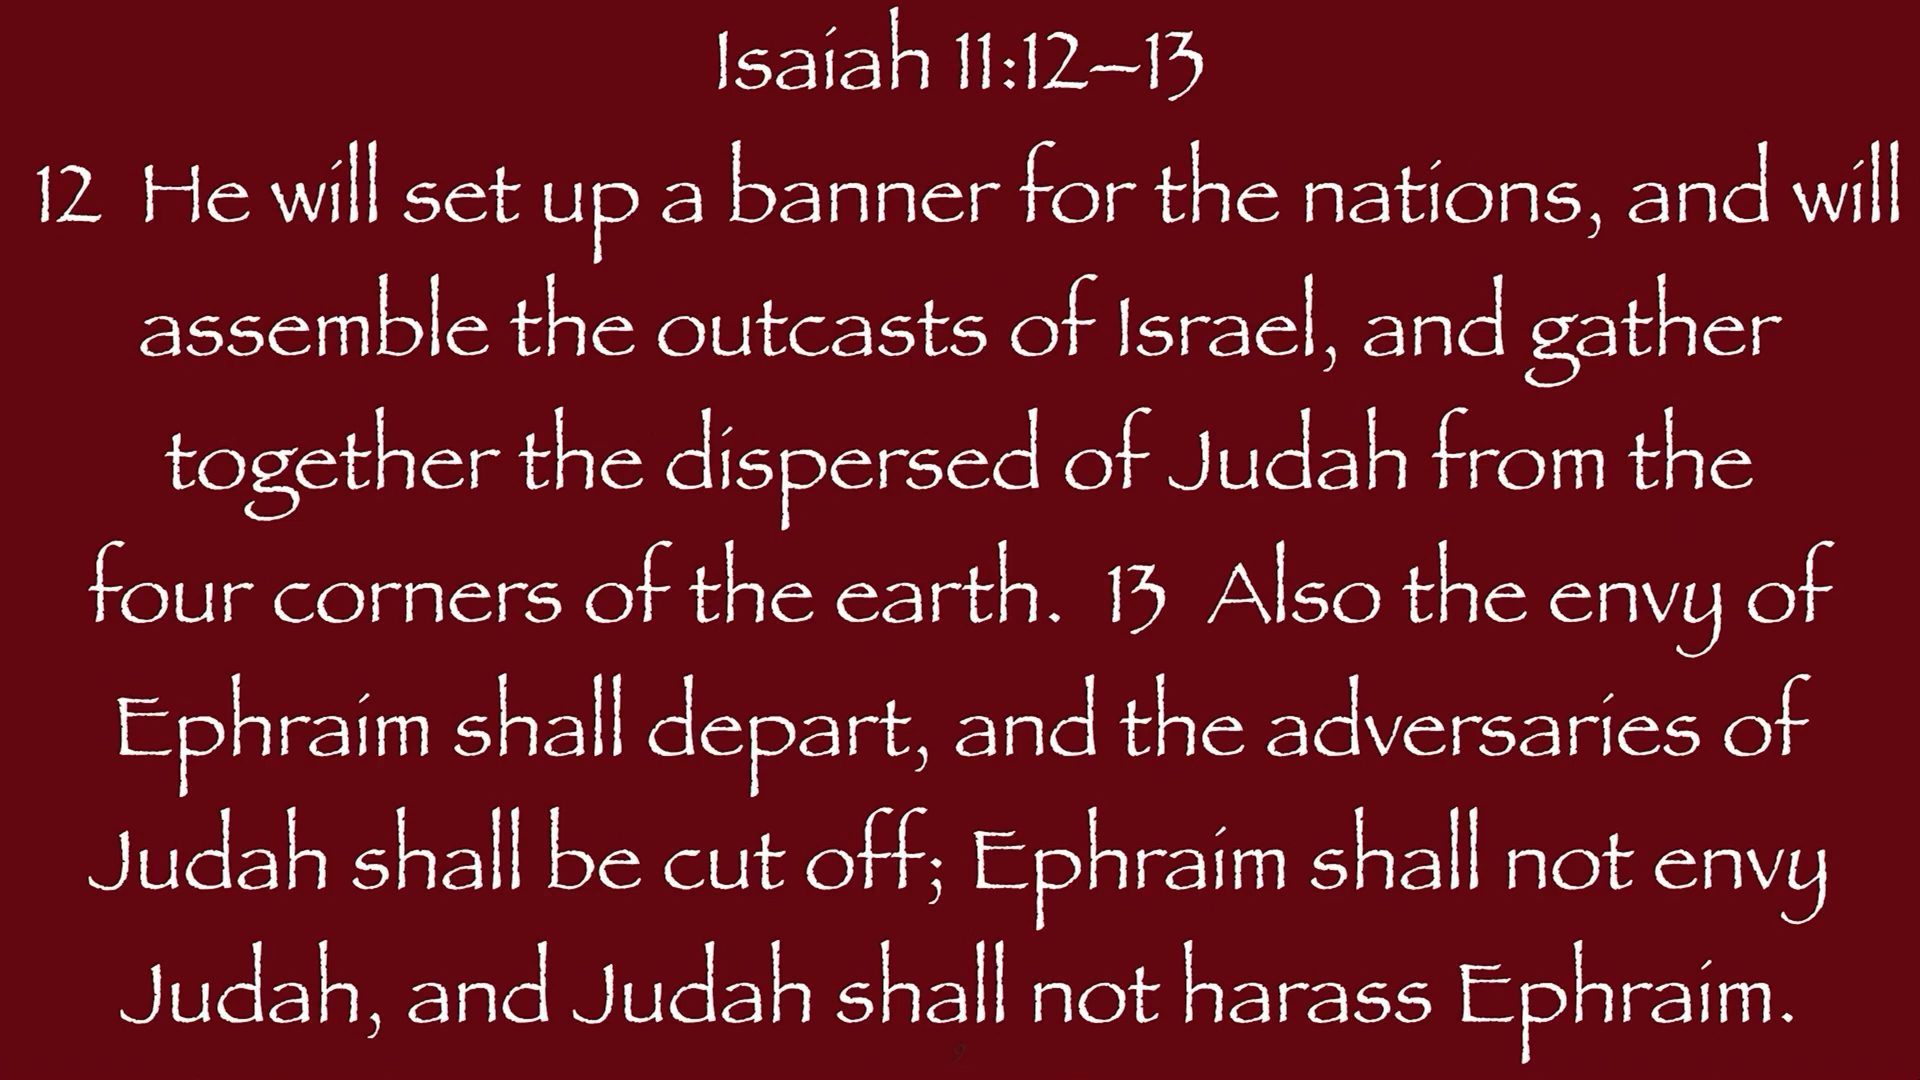 Isaiah 11:12–13
12 He will set up a banner for the nations, and will
assemble the outcasts of Israel, and gather
together the dispersed of Judah from the
four corners of the earth. 13 Also the envy of
Ephraim shall depart, and the adversaries of
Judah shall be cut off; Ephraim shall not envy
Judah, and Judah shall not harass Ephraim.
9